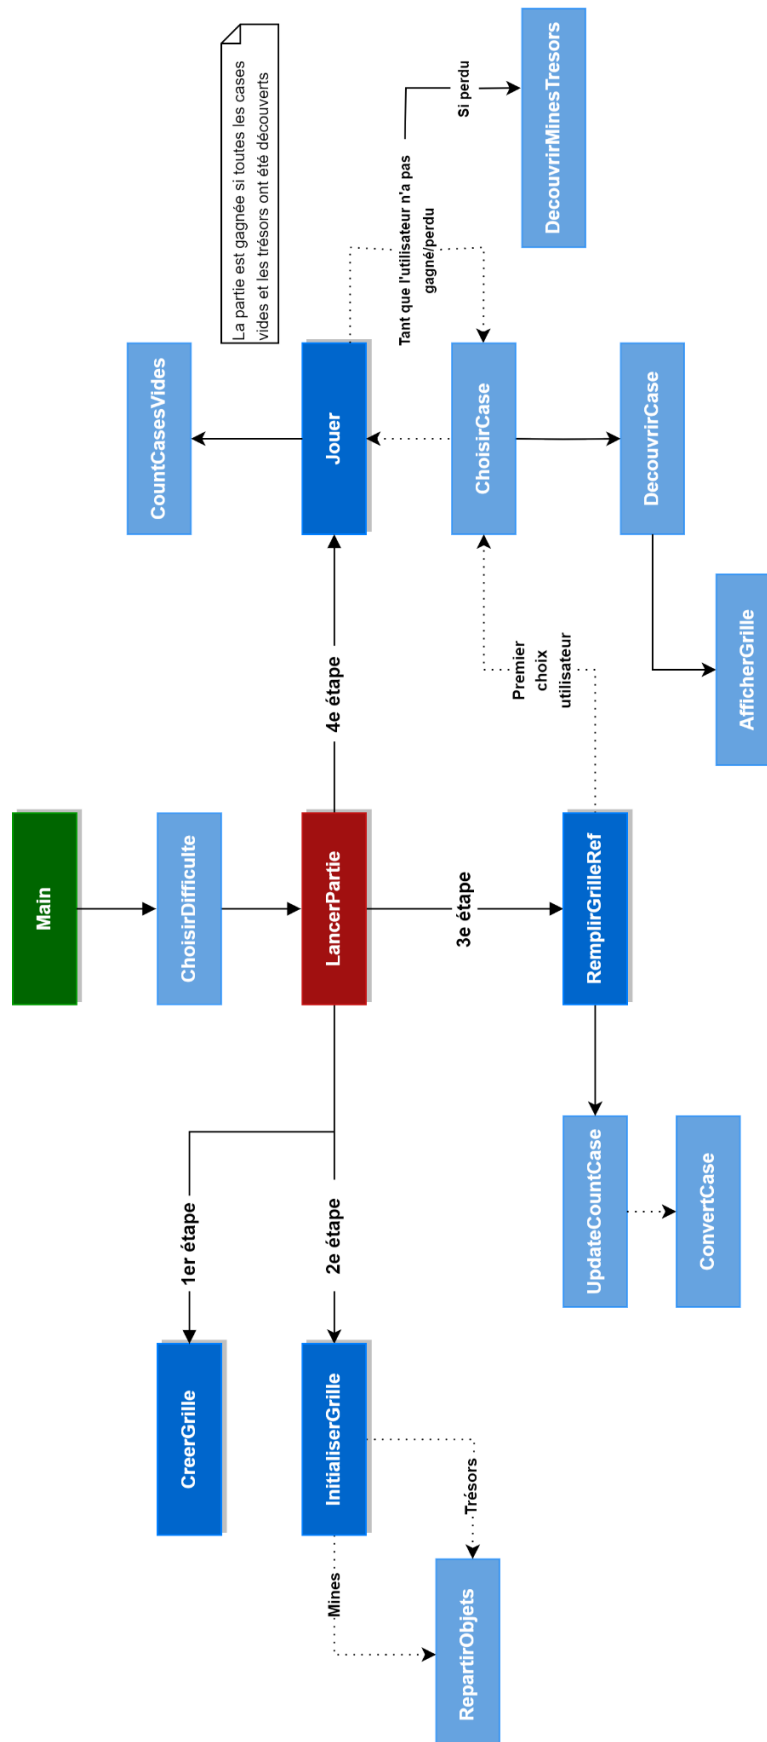 Main
ChoisirDifficulte
LancerPartie
1er étape
2e étape
3e étape
4e étape
CreerGrille
InitialiserGrille
Mines
Trésors
RepartirObjets
RemplirGrilleRef
UpdateCountCase
ConvertCase
Premier
choix
utilisateur
CountCasesVides
Jouer
ChoisirCase
DecouvrirCase
AfficherGrille
La partie est gagnée si toutes les cases
vides et les trésors ont été découverts
Tant que l'utilisateur n'a pas
gagné/perdu
Si perdu
DecouvrirMinesTresors